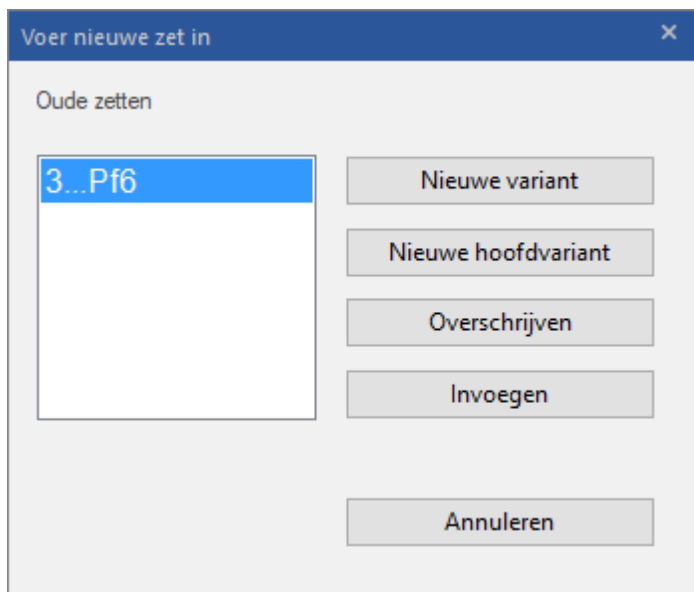 Voer nieuwe zet in
Oude zetten
3...Pf6
Nieuwe variant
Nieuwe hoofdvariant
Overschrijven
Invoegen
Annuleren